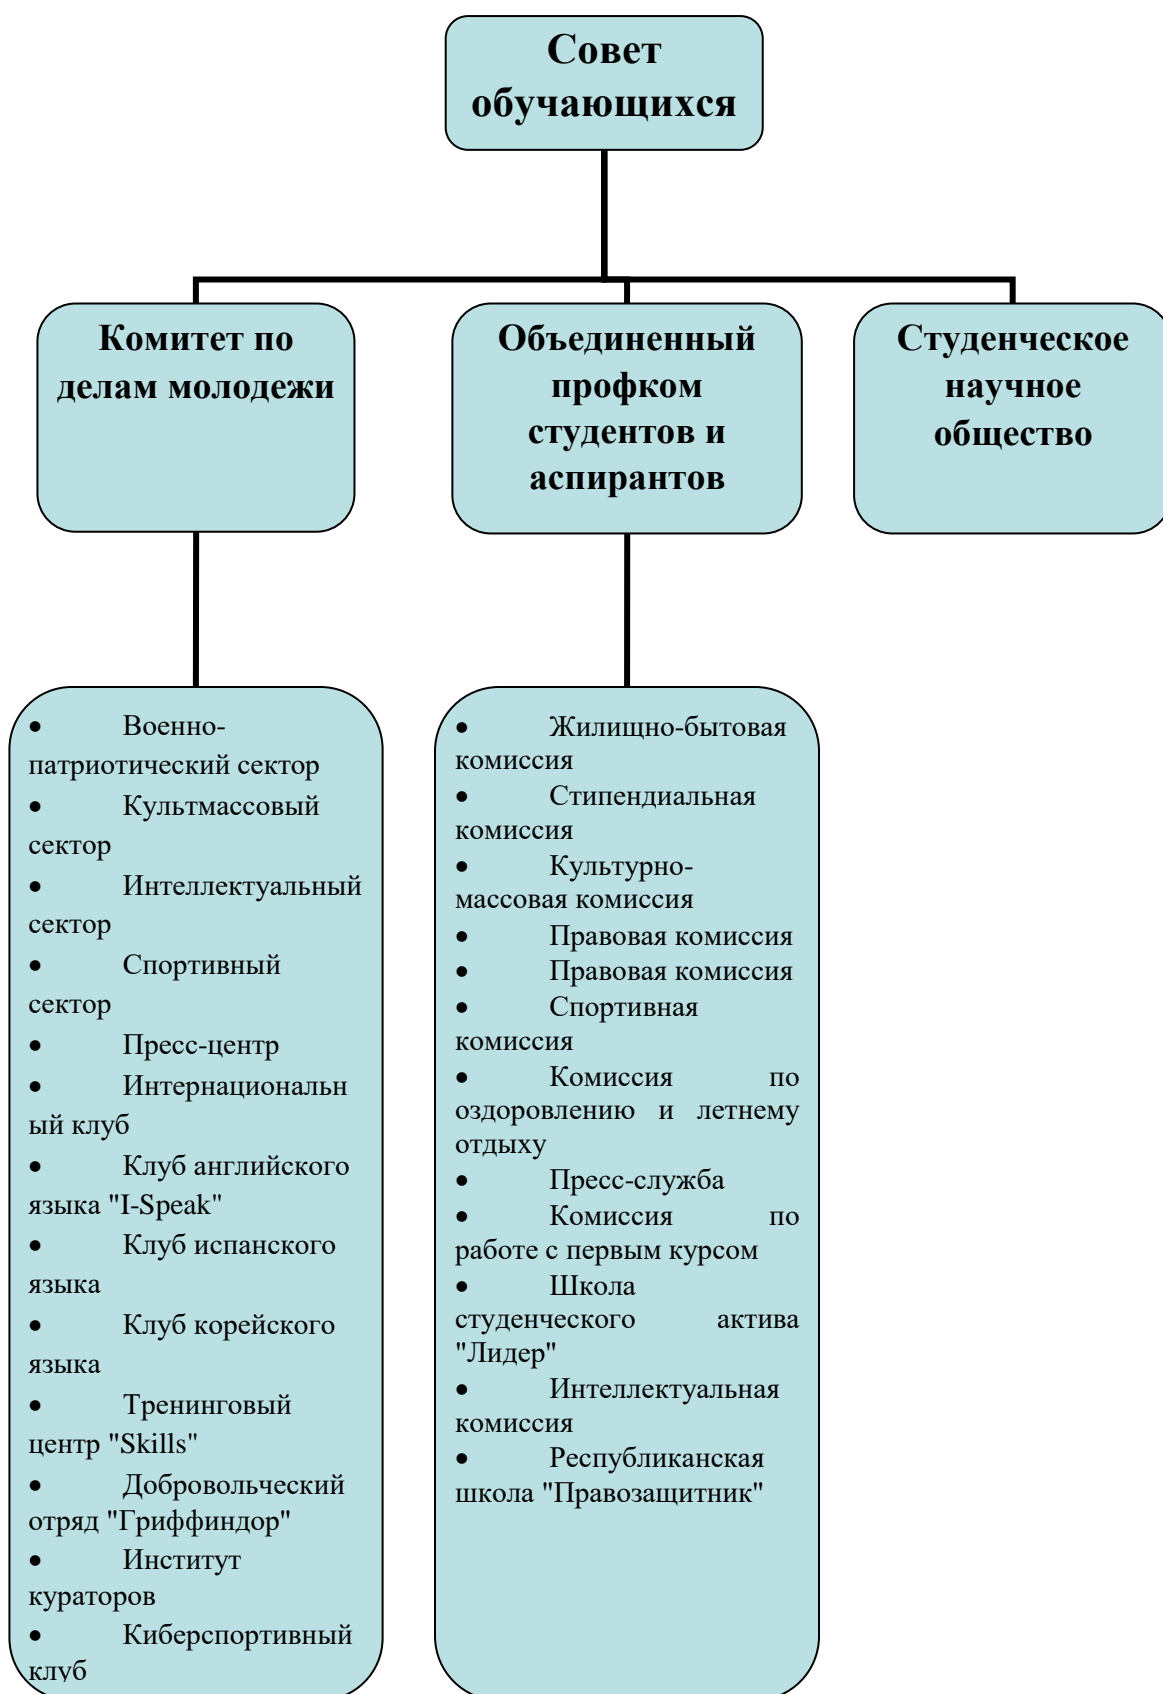 Совет
обучающихся
Комитет по
делам молодежи
Объединенный
профком
студентов и
аспирантов
Студенческое
научное
общество
• Военно-
патриотический сектор
• Культмассовый
сектор
• Интеллектуальный
сектор
• Спортивный
сектор
• Пресс-центр
• Интернациональн
ый клуб
• Клуб английского
языка "I-Speak"
• Клуб испанского
языка
• Клуб корейского
языка
• Тренинговый
центр "Skills"
• Добровольческий
отряд "Гриффиндор"
• Институт
кураторов
• Киберспортивный
клуб
• Жилищно-бытовая
комиссия
• Стипендиальная
комиссия
• Культурно-
массовая комиссия
• Правовая комиссия
• Правовая комиссия
• Спортивная
комиссия
• Комиссия по
оздоровлению и летнему
отдыху
• Пресс-служба
• Комиссия по
работе с первым курсом
• Школа
студенческого актива
"Лидер"
• Интеллектуальная
комиссия
• Республиканская
школа "Правозащитник"